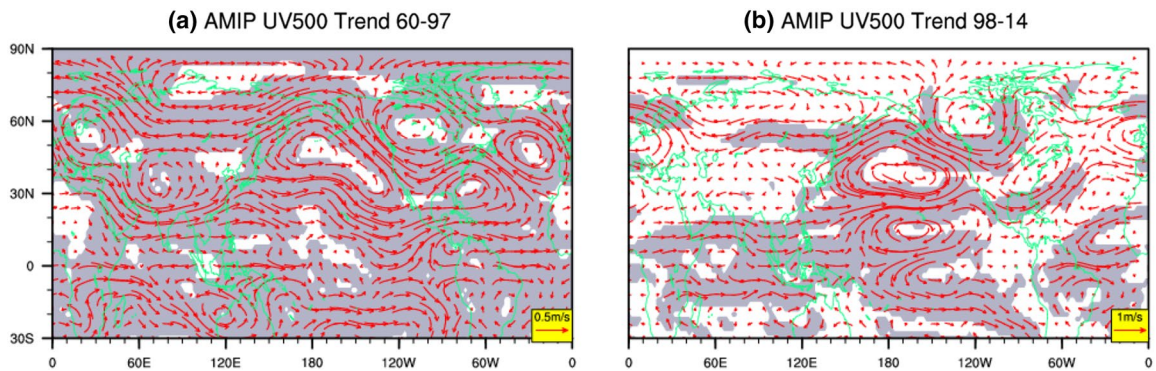 (a) AMIP UV500 Trend 60-97
90N
60N
30N
0
30S
0 60E 120E 180 120W 60W 0
0.5m/s
(b) AMIP UV500 Trend 98-14
0 60E 120E 180 120W 60W 0
1m/s